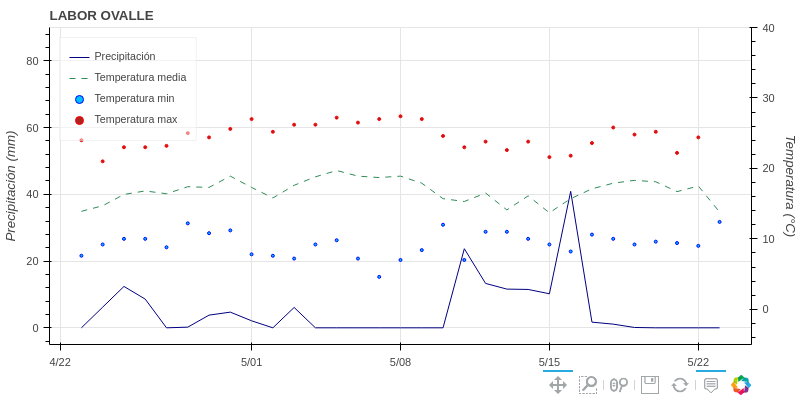 LABOR OVALLE
Precipitación
Temperatura media
Temperatura min
Temperatura max
Precipitación (mm)
80
60
40
20
0
40
30
20
10
0
Temperatura (°C)
4/22
5/01
5/08
5/15
5/22